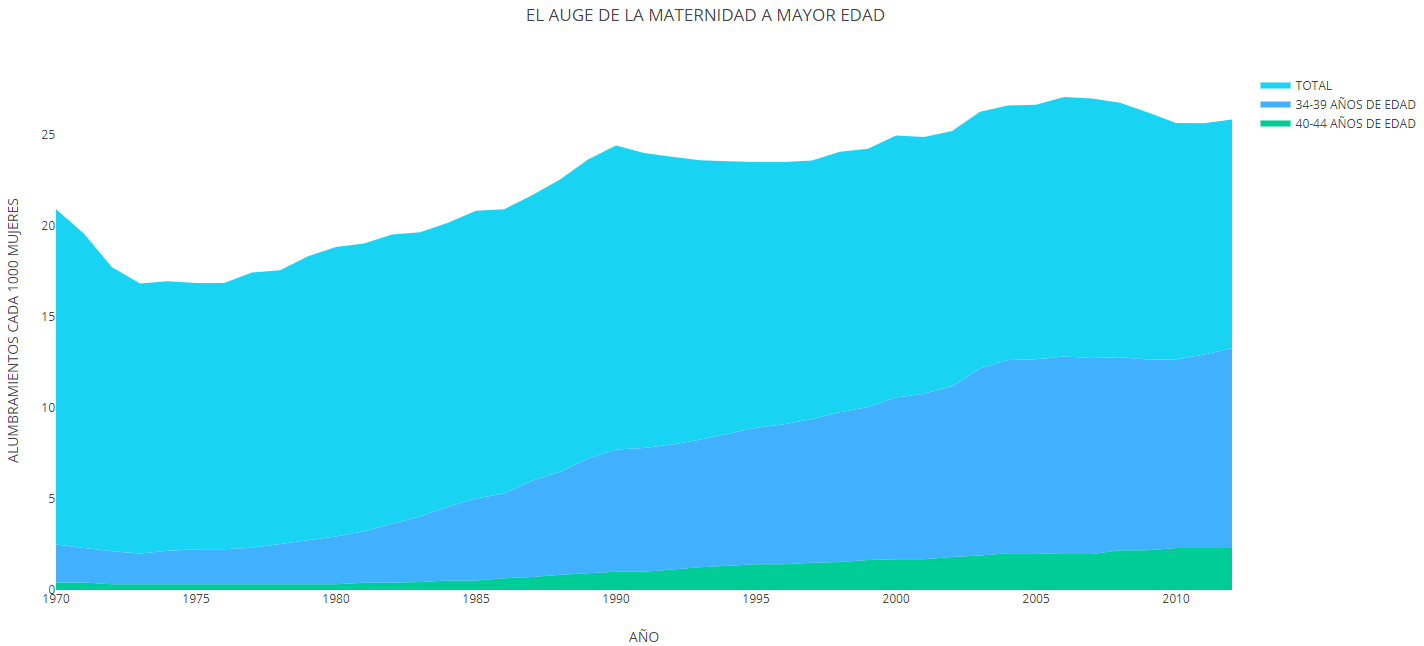 EL AUGE DE LA MATERNIDAD A MAYOR EDAD
TOTAL
34-39 AÑOS DE EDAD
40-44 AÑOS DE EDAD
ALUMBRAMIENTOS CADA 1000 MUJERES
25
20
15
10
5
0
1970 1975 1980 1985 1990 1995 2000 2005 2010
AÑO